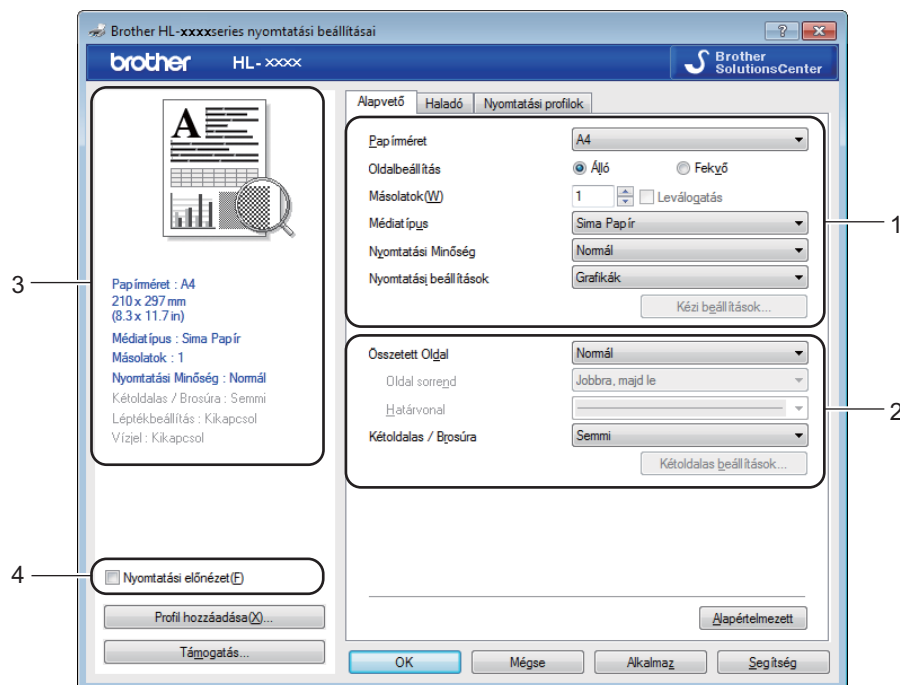 Brother HL-xxxxseries nyomtatási beállításai
brother HL-xxxx
Brother
SolutionsCenter
A
Papírméret : A4
210 x 297 mm
(8.3 x 11.7 in)
Médiatípus : Sima Papír
Másolatok : 1
Nyomtatási Minőség : Normál
Kétoldalas / Brosúra : Semmi
Léptékbeállítás : Kikapcsol
Vízjel : Kikapcsol
Nyomtatási előnézet(F)
Profil hozzáadása(X)...
Támogatás...
Alapvető Haladó Nyomtatási profilok
Papírméret A4
Oldalbeállítás Álló Fekvő
Másolatok(W) 1 Leválogatás
Médiatípus Sima Papír
Nyomtatási Minőség Normál
Nyomtatási beállítások Grafikák
Kézi beállítások...
Összetett Oldal Normál
Oldal sorrend Jobbra, majd le
Határvonal
Kétoldalas / Brosúra Semmi
Kétoldalas beállítások...
Alapértelmezett
OK Mégse Alkalmaz Segítség
1
2
3
4